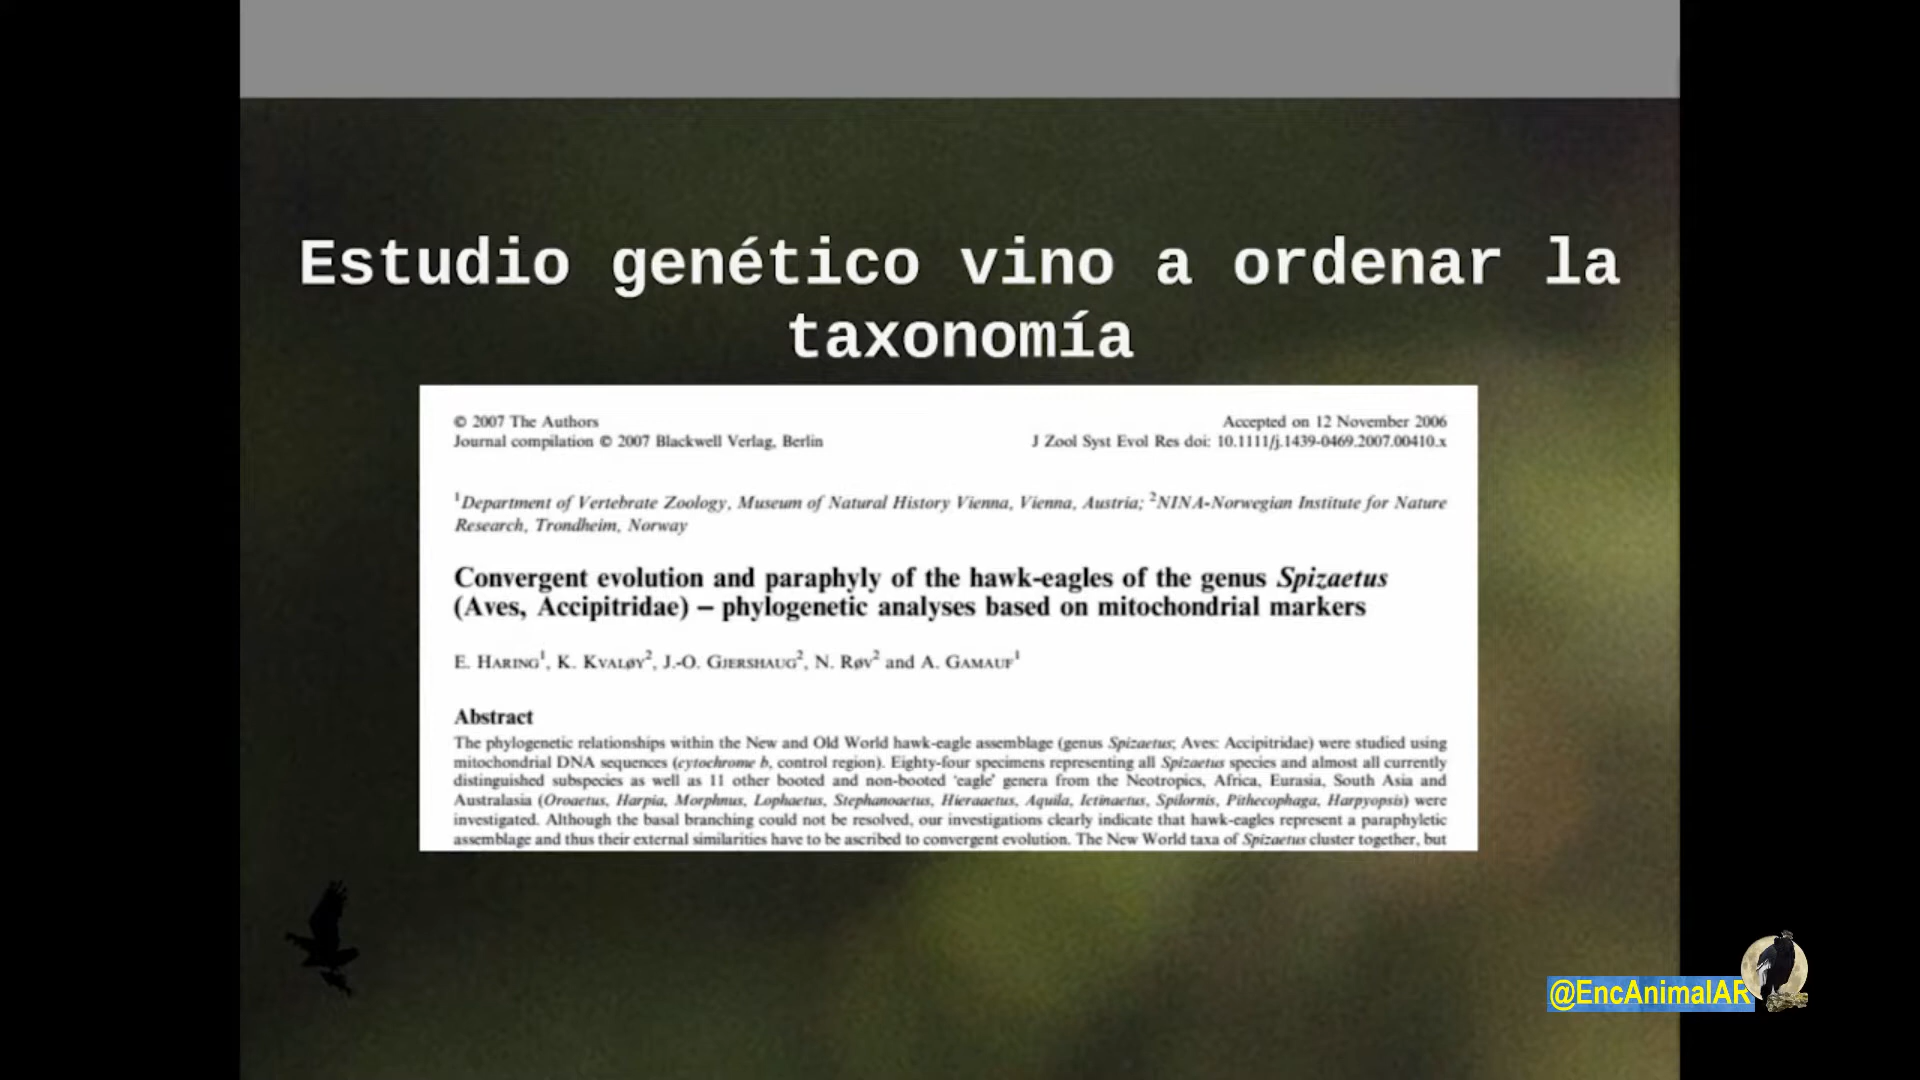 Estudio genético vino a ordenar la
taxonomía
© 2007 The Authors
Accepted on 12 November 2006
Journal compilation © 2007 Blackwell Verlag, Berlin
J Zool Syst Evol Res doi: 10.1111/j.1439-0469.2007.00410.x
¹Department of Vertebrate Zoology, Museum of Natural History Vienna, Vienna, Austria; ²NINA-Norwegian Institute for Nature
Research, Trondheim, Norway
Convergent evolution and paraphyly of the hawk-eagles of the genus Spizaetus
(Aves, Accipitridae) – phylogenetic analyses based on mitochondrial markers
E. Haring¹, K. Kvaløy², J.-O. Gjershaug², N. Røv² and A. Gamauf¹
Abstract
The phylogenetic relationships within the New and Old World hawk-eagle assemblage (genus Spizaetus; Aves: Accipitridae) were studied using
mitochondrial DNA sequences (cytochrome b, control region). Eighty-four specimens representing all Spizaetus species and almost all currently
distinguished subspecies as well as 11 other booted and non-booted ‘eagle’ genera from the Neotropics, Africa, Eurasia, South Asia and
Australasia (Oroaetus, Harpia, Morphnus, Lophaetus, Stephanoaetus, Hieraaetus, Aquila, Ictinaetus, Spilornis, Pithecophaga, Harpyopsis) were
investigated. Although the basal branching could not be resolved, our investigations clearly indicate that hawk-eagles represent a paraphyletic
assemblage and thus their external similarities have to be ascribed to convergent evolution. The New World taxa of Spizaetus cluster together, but
@EncAnimalAR